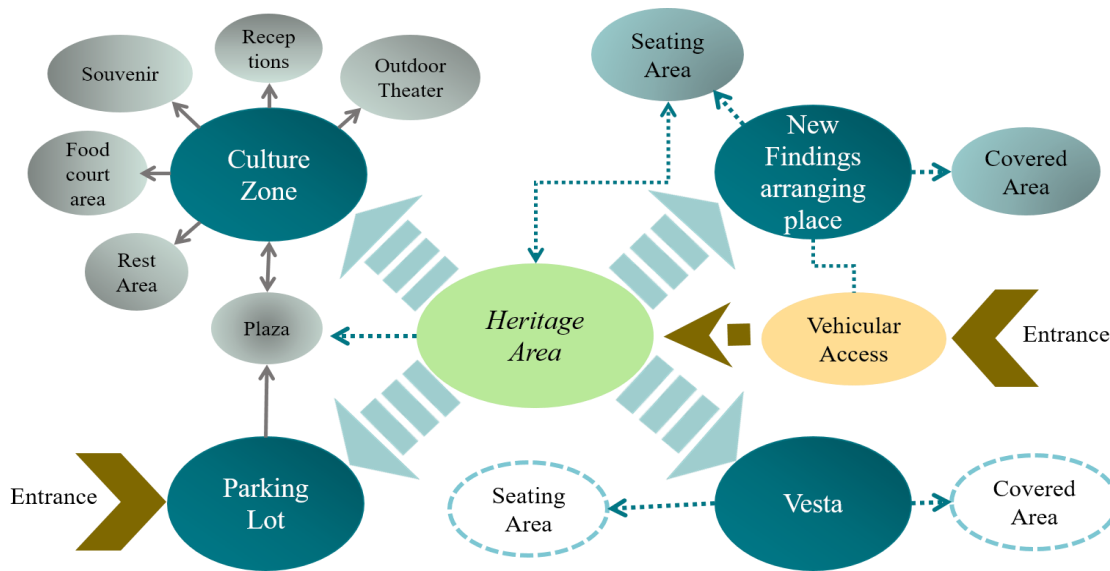 Recep
tions
Souvenir
Outdoor
Theater
Seating
Area
Culture
Zone
New
Findings
arranging
place
Food
court
area
Covered
Area
Rest
Area
Plaza
Heritage
Area
Vehicular
Access
Entrance
Entrance
Parking
Lot
Seating
Area
Vesta
Covered
Area